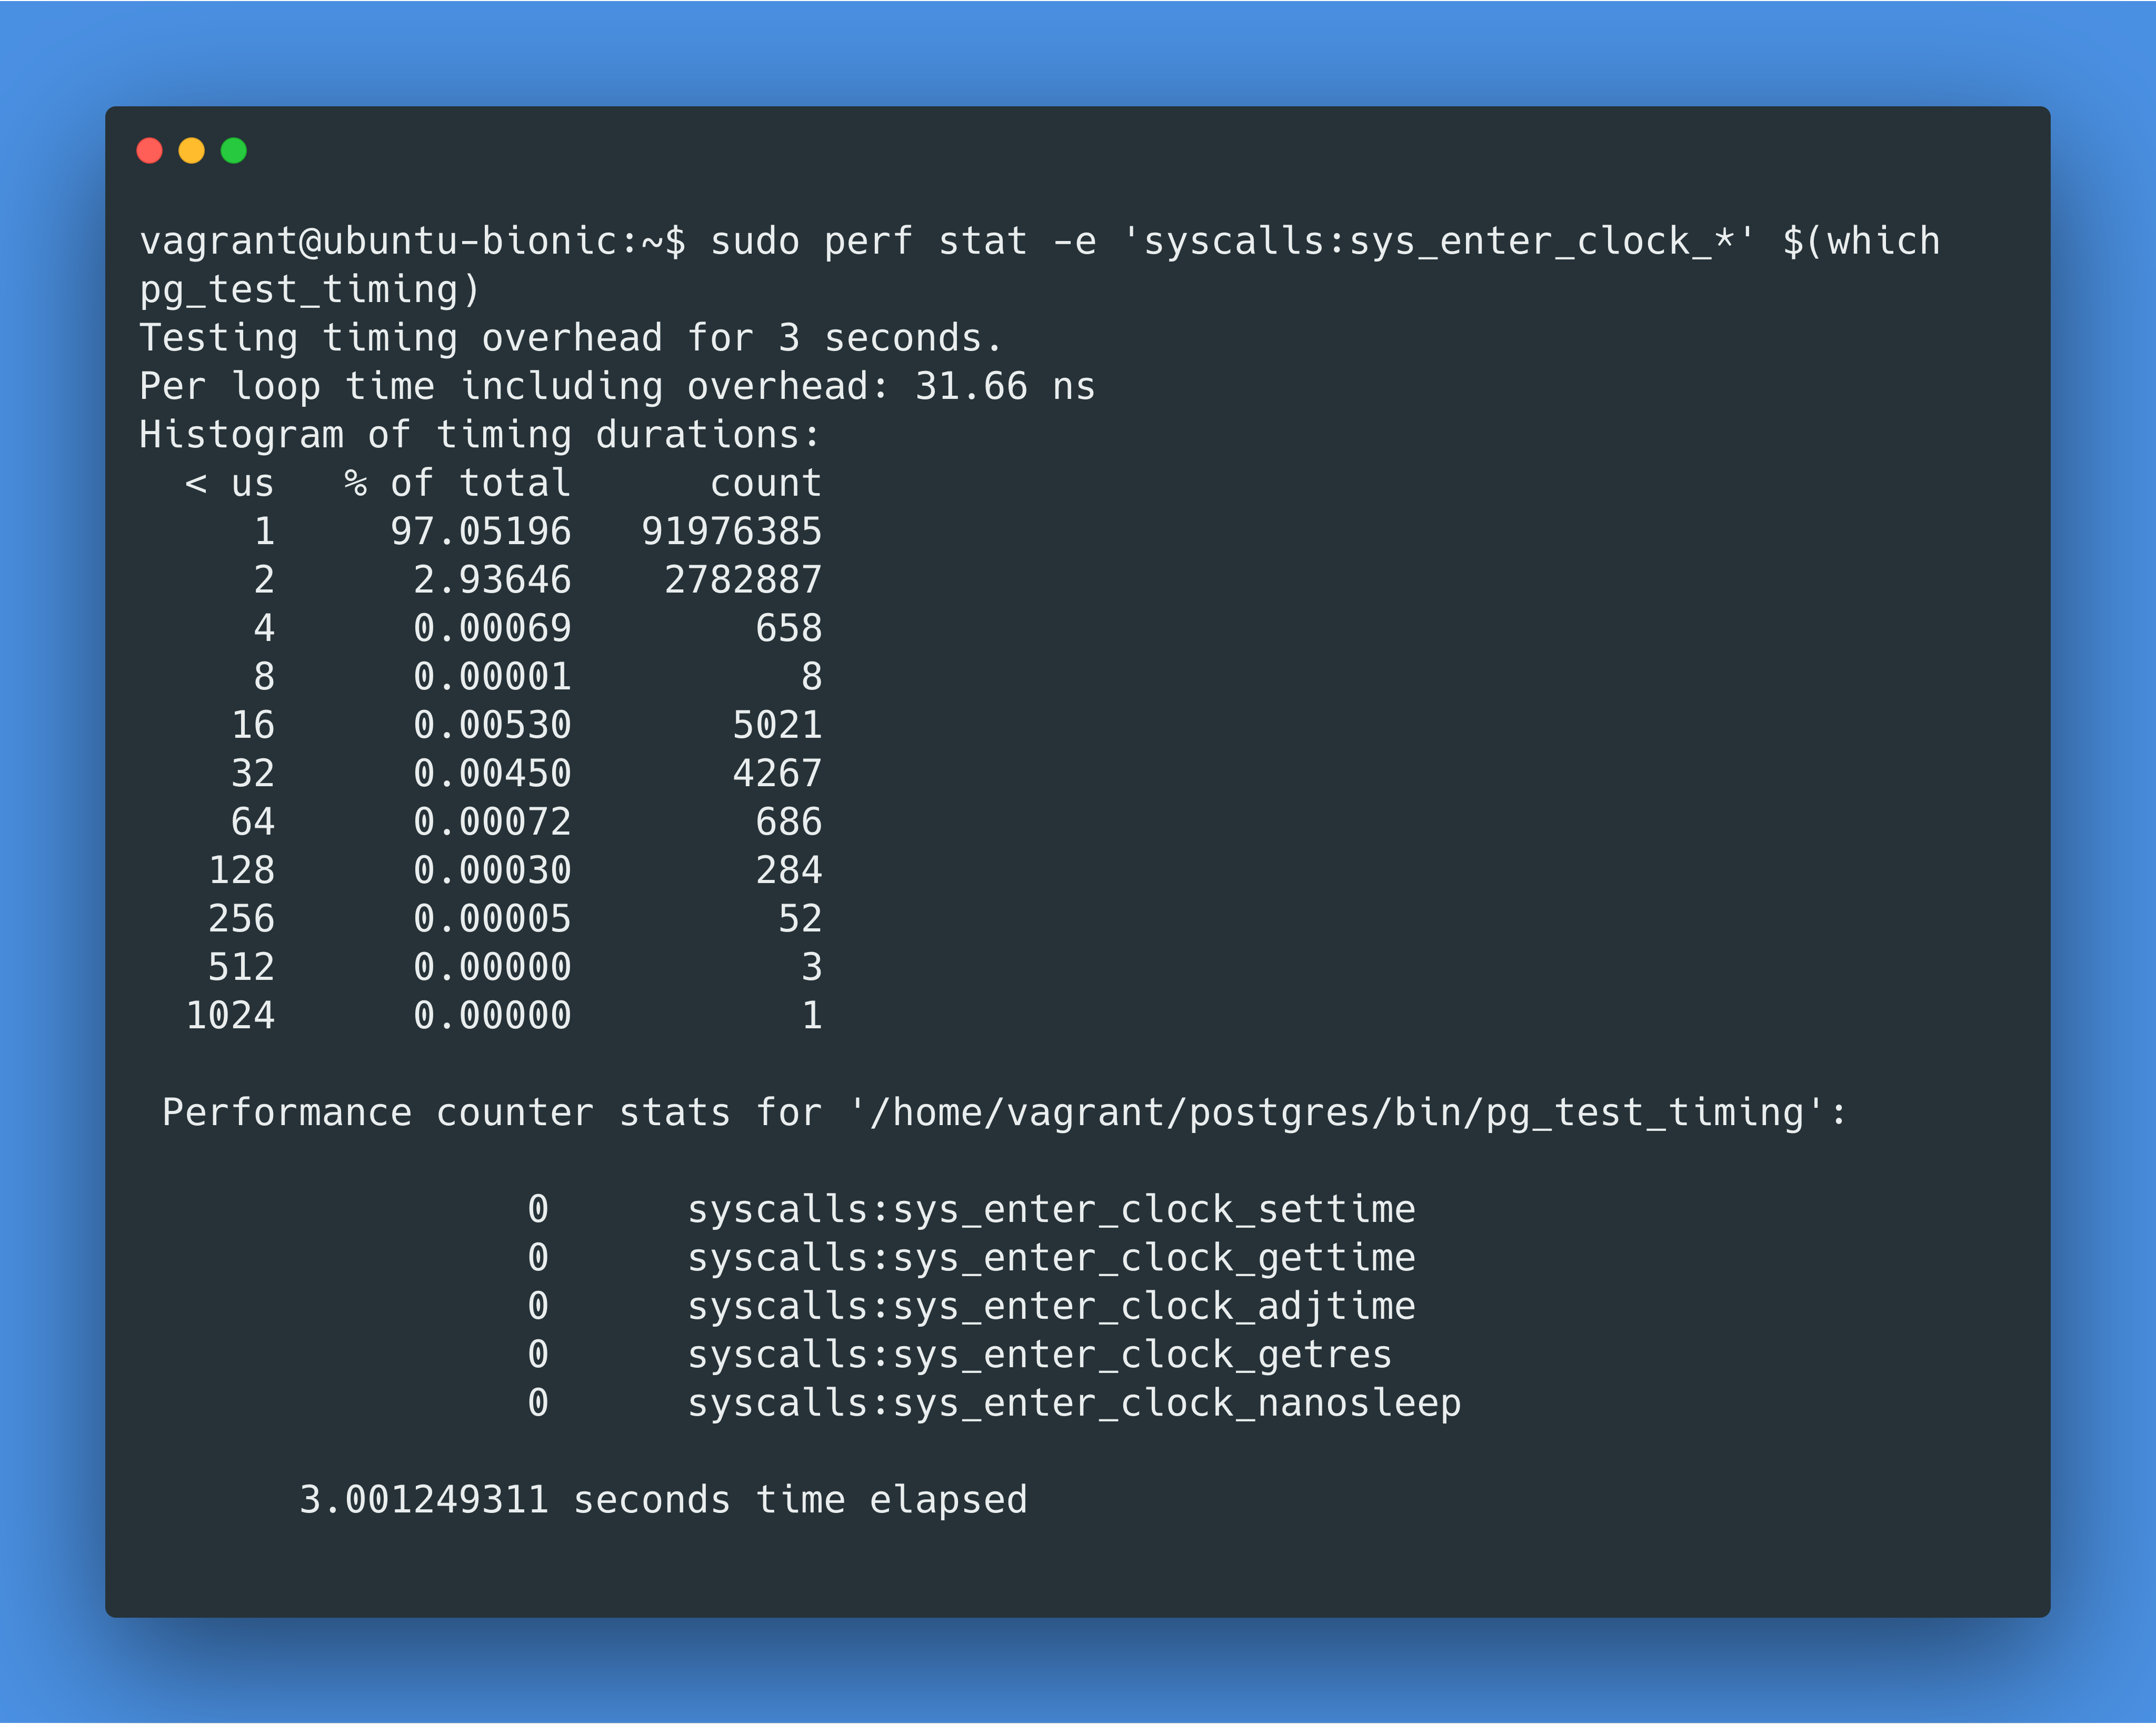 vagrant@ubuntu-bionic:~$ sudo perf stat -e 'syscalls:sys_enter_clock_*' $(which
pg_test_timing)
Testing timing overhead for 3 seconds.
Per loop time including overhead: 31.66 ns
Histogram of timing durations:
  < us   % of total      count
     1     97.05196   91976385
     2      2.93646    2782887
     4      0.00069        658
     8      0.00001          8
    16      0.00530       5021
    32      0.00450       4267
    64      0.00072        686
   128      0.00030        284
   256      0.00005         52
   512      0.00000          3
  1024      0.00000          1

 Performance counter stats for '/home/vagrant/postgres/bin/pg_test_timing':

                 0      syscalls:sys_enter_clock_settime
                 0      syscalls:sys_enter_clock_gettime
                 0      syscalls:sys_enter_clock_adjtime
                 0      syscalls:sys_enter_clock_getres
                 0      syscalls:sys_enter_clock_nanosleep

       3.001249311 seconds time elapsed